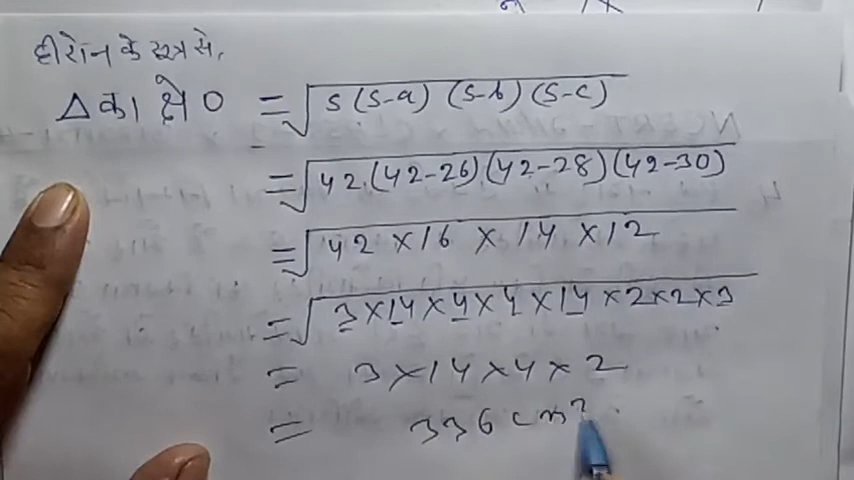 हीरोन के सूत्र से,
△ का क्षे० = √s(s-a)(s-b)(s-c)
= √42.(42-26)(42-28)(42-30)
= √42×16×14×12
= √3×14×4×4×14×2×2×3
= 3×14×4×2
= 336 cm²